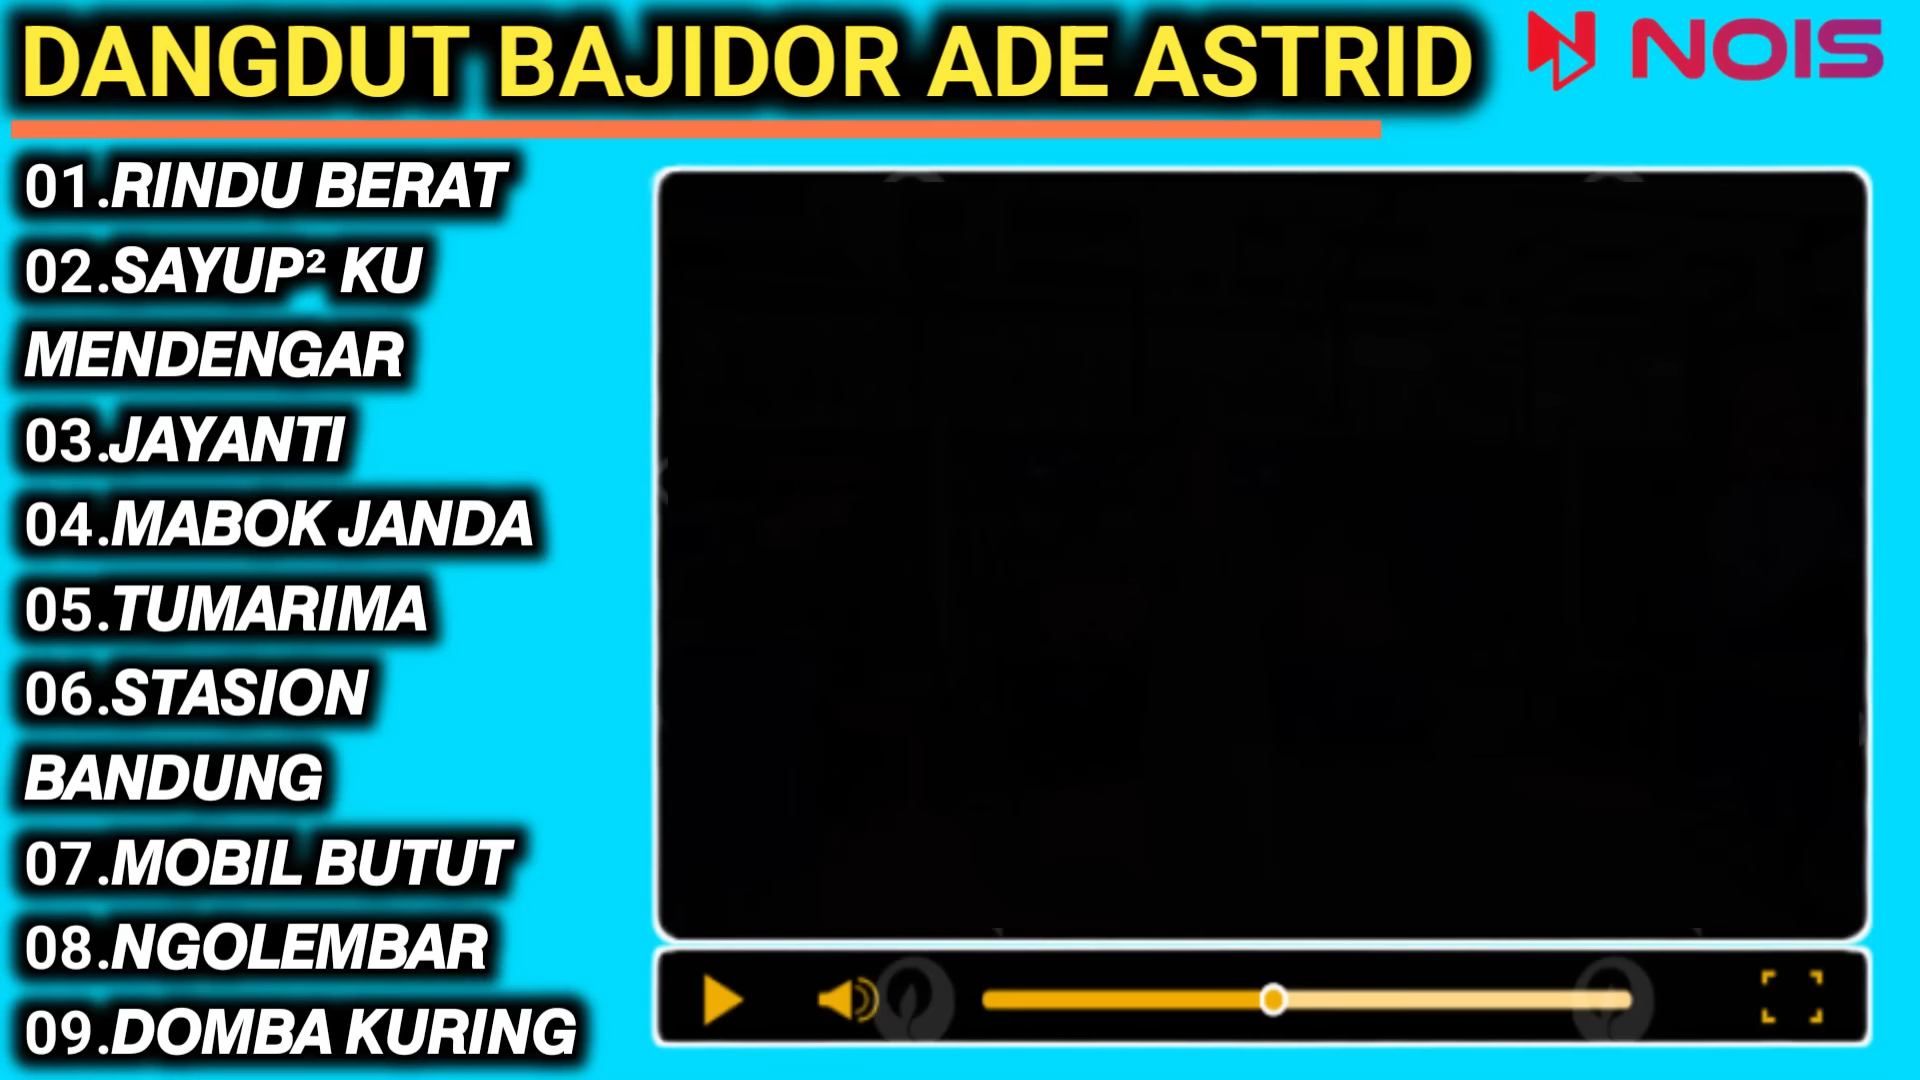 DANGDUT BAJIDOR ADE ASTRID
NOIS
01.RINDU BERAT
02.SAYUP² KU
MENDENGAR
03.JAYANTI
04.MABOK JANDA
05.TUMARIMA
06.STASION
BANDUNG
07.MOBIL BUTUT
08.NGOLEMBAR
09.DOMBA KURING